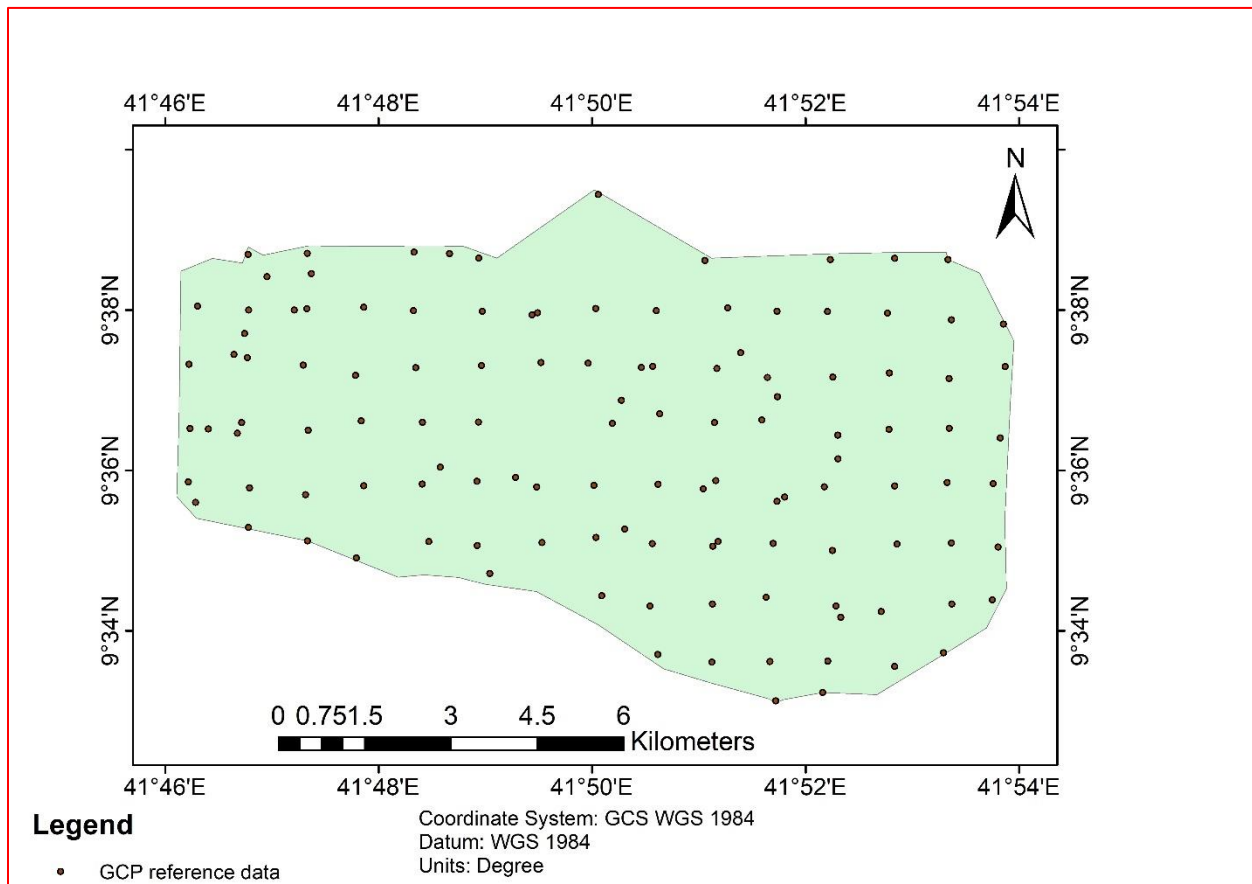 41°46'E 41°48'E 41°50'E 41°52'E 41°54'E
N
9°38'N 9°38'N
9°36'N 9°36'N
9°34'N 9°34'N
0 0.751.5 3 4.5 6
Kilometers
41°46'E 41°48'E 41°50'E 41°52'E 41°54'E
Legend
GCP reference data
Coordinate System: GCS WGS 1984
Datum: WGS 1984
Units: Degree